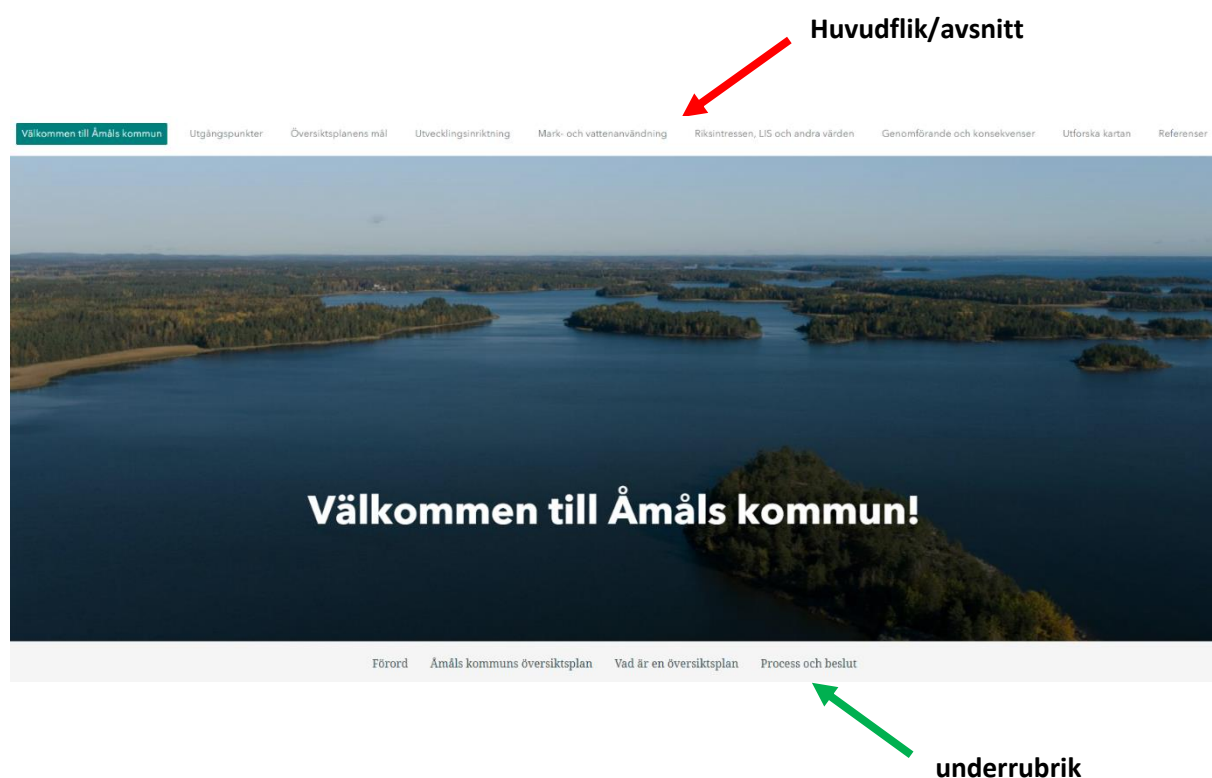 Huvudflik/avsnitt
Välkommen till Åmåls kommun Utgångspunkter Översiktsplanens mål Utvecklingsinriktning Mark- och vattenanvändning Riksintressen, LIS och andra värden Genomförande och konsekvenser Utforska kartan Referenser
Välkommen till Åmåls kommun!
Förord Åmåls kommuns översiktsplan Vad är en översiktsplan Process och beslut
underrubrik